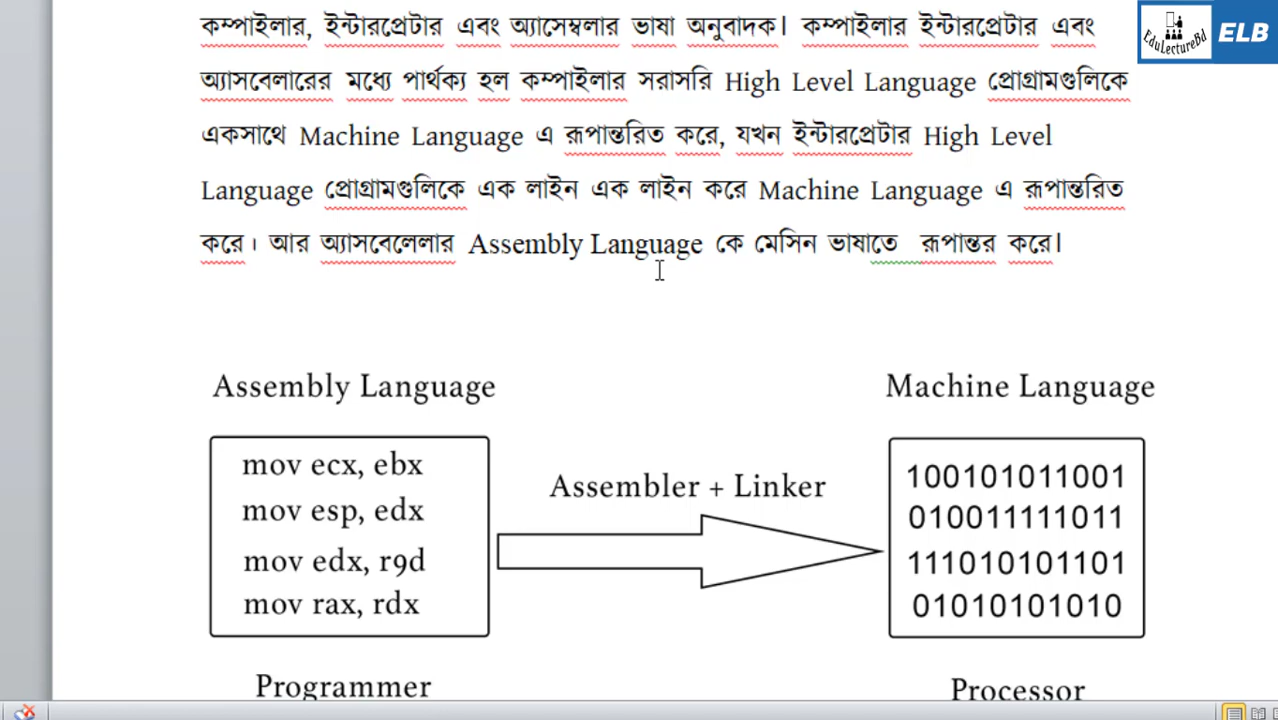 কম্পাইলার, ইন্টারপ্রেটার এবং অ্যাসেম্বলার ভাষা অনুবাদক। কম্পাইলার ইন্টারপ্রেটার এবং
অ্যাসবেলারের মধ্যে পার্থক্য হল কম্পাইলার সরাসরি High Level Language প্রোগ্রামগুলিকে
একসাথে Machine Language এ রূপান্তরিত করে, যখন ইন্টারপ্রেটার High Level
Language প্রোগ্রামগুলিকে এক লাইন এক লাইন করে Machine Language এ রূপান্তরিত
করে। আর অ্যাসবেলেলার Assembly Language কে মেসিন ভাষাতে রূপান্তর করে।
EduLectureBd
ELB
Assembly Language
Machine Language
mov ecx, ebx
mov esp, edx
mov edx, r9d
mov rax, rdx
Assembler + Linker
100101011001
010011111011
111010101101
01010101010
Programmer
Processor